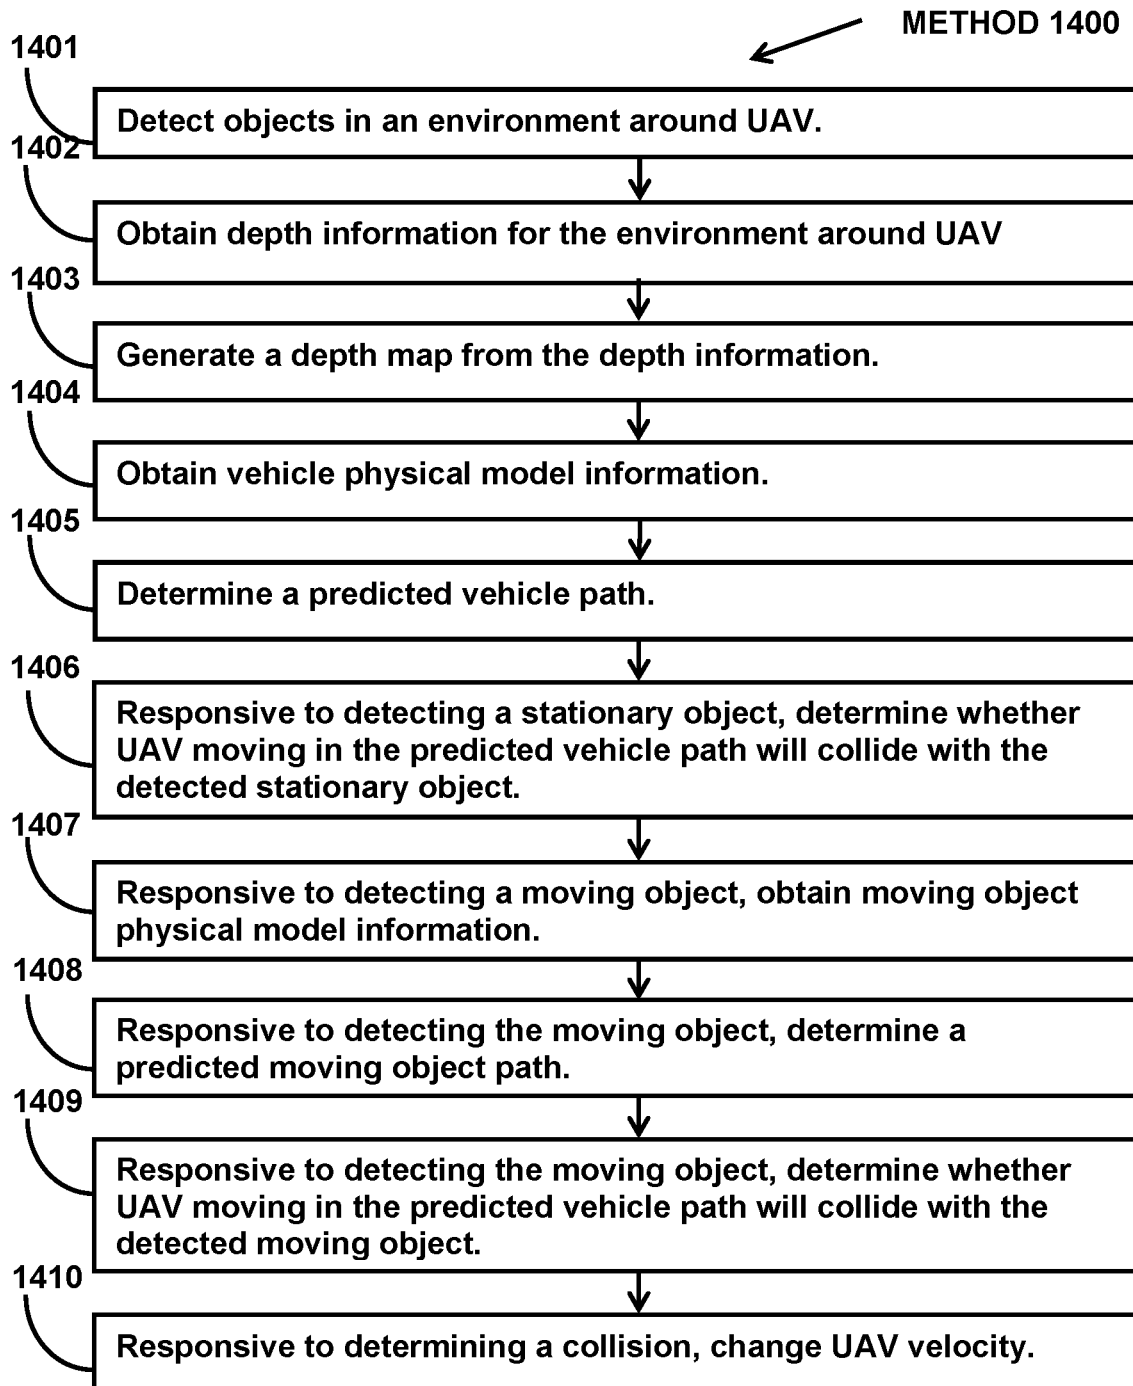 METHOD 1400
1401
Detect objects in an environment around UAV.
1402
Obtain depth information for the environment around UAV
1403
Generate a depth map from the depth information.
1404
Obtain vehicle physical model information.
1405
Determine a predicted vehicle path.
1406
Responsive to detecting a stationary object, determine whether
UAV moving in the predicted vehicle path will collide with the
detected stationary object.
1407
Responsive to detecting a moving object, obtain moving object
physical model information.
1408
Responsive to detecting the moving object, determine a
predicted moving object path.
1409
Responsive to detecting the moving object, determine whether
UAV moving in the predicted vehicle path will collide with the
detected moving object.
1410
Responsive to determining a collision, change UAV velocity.